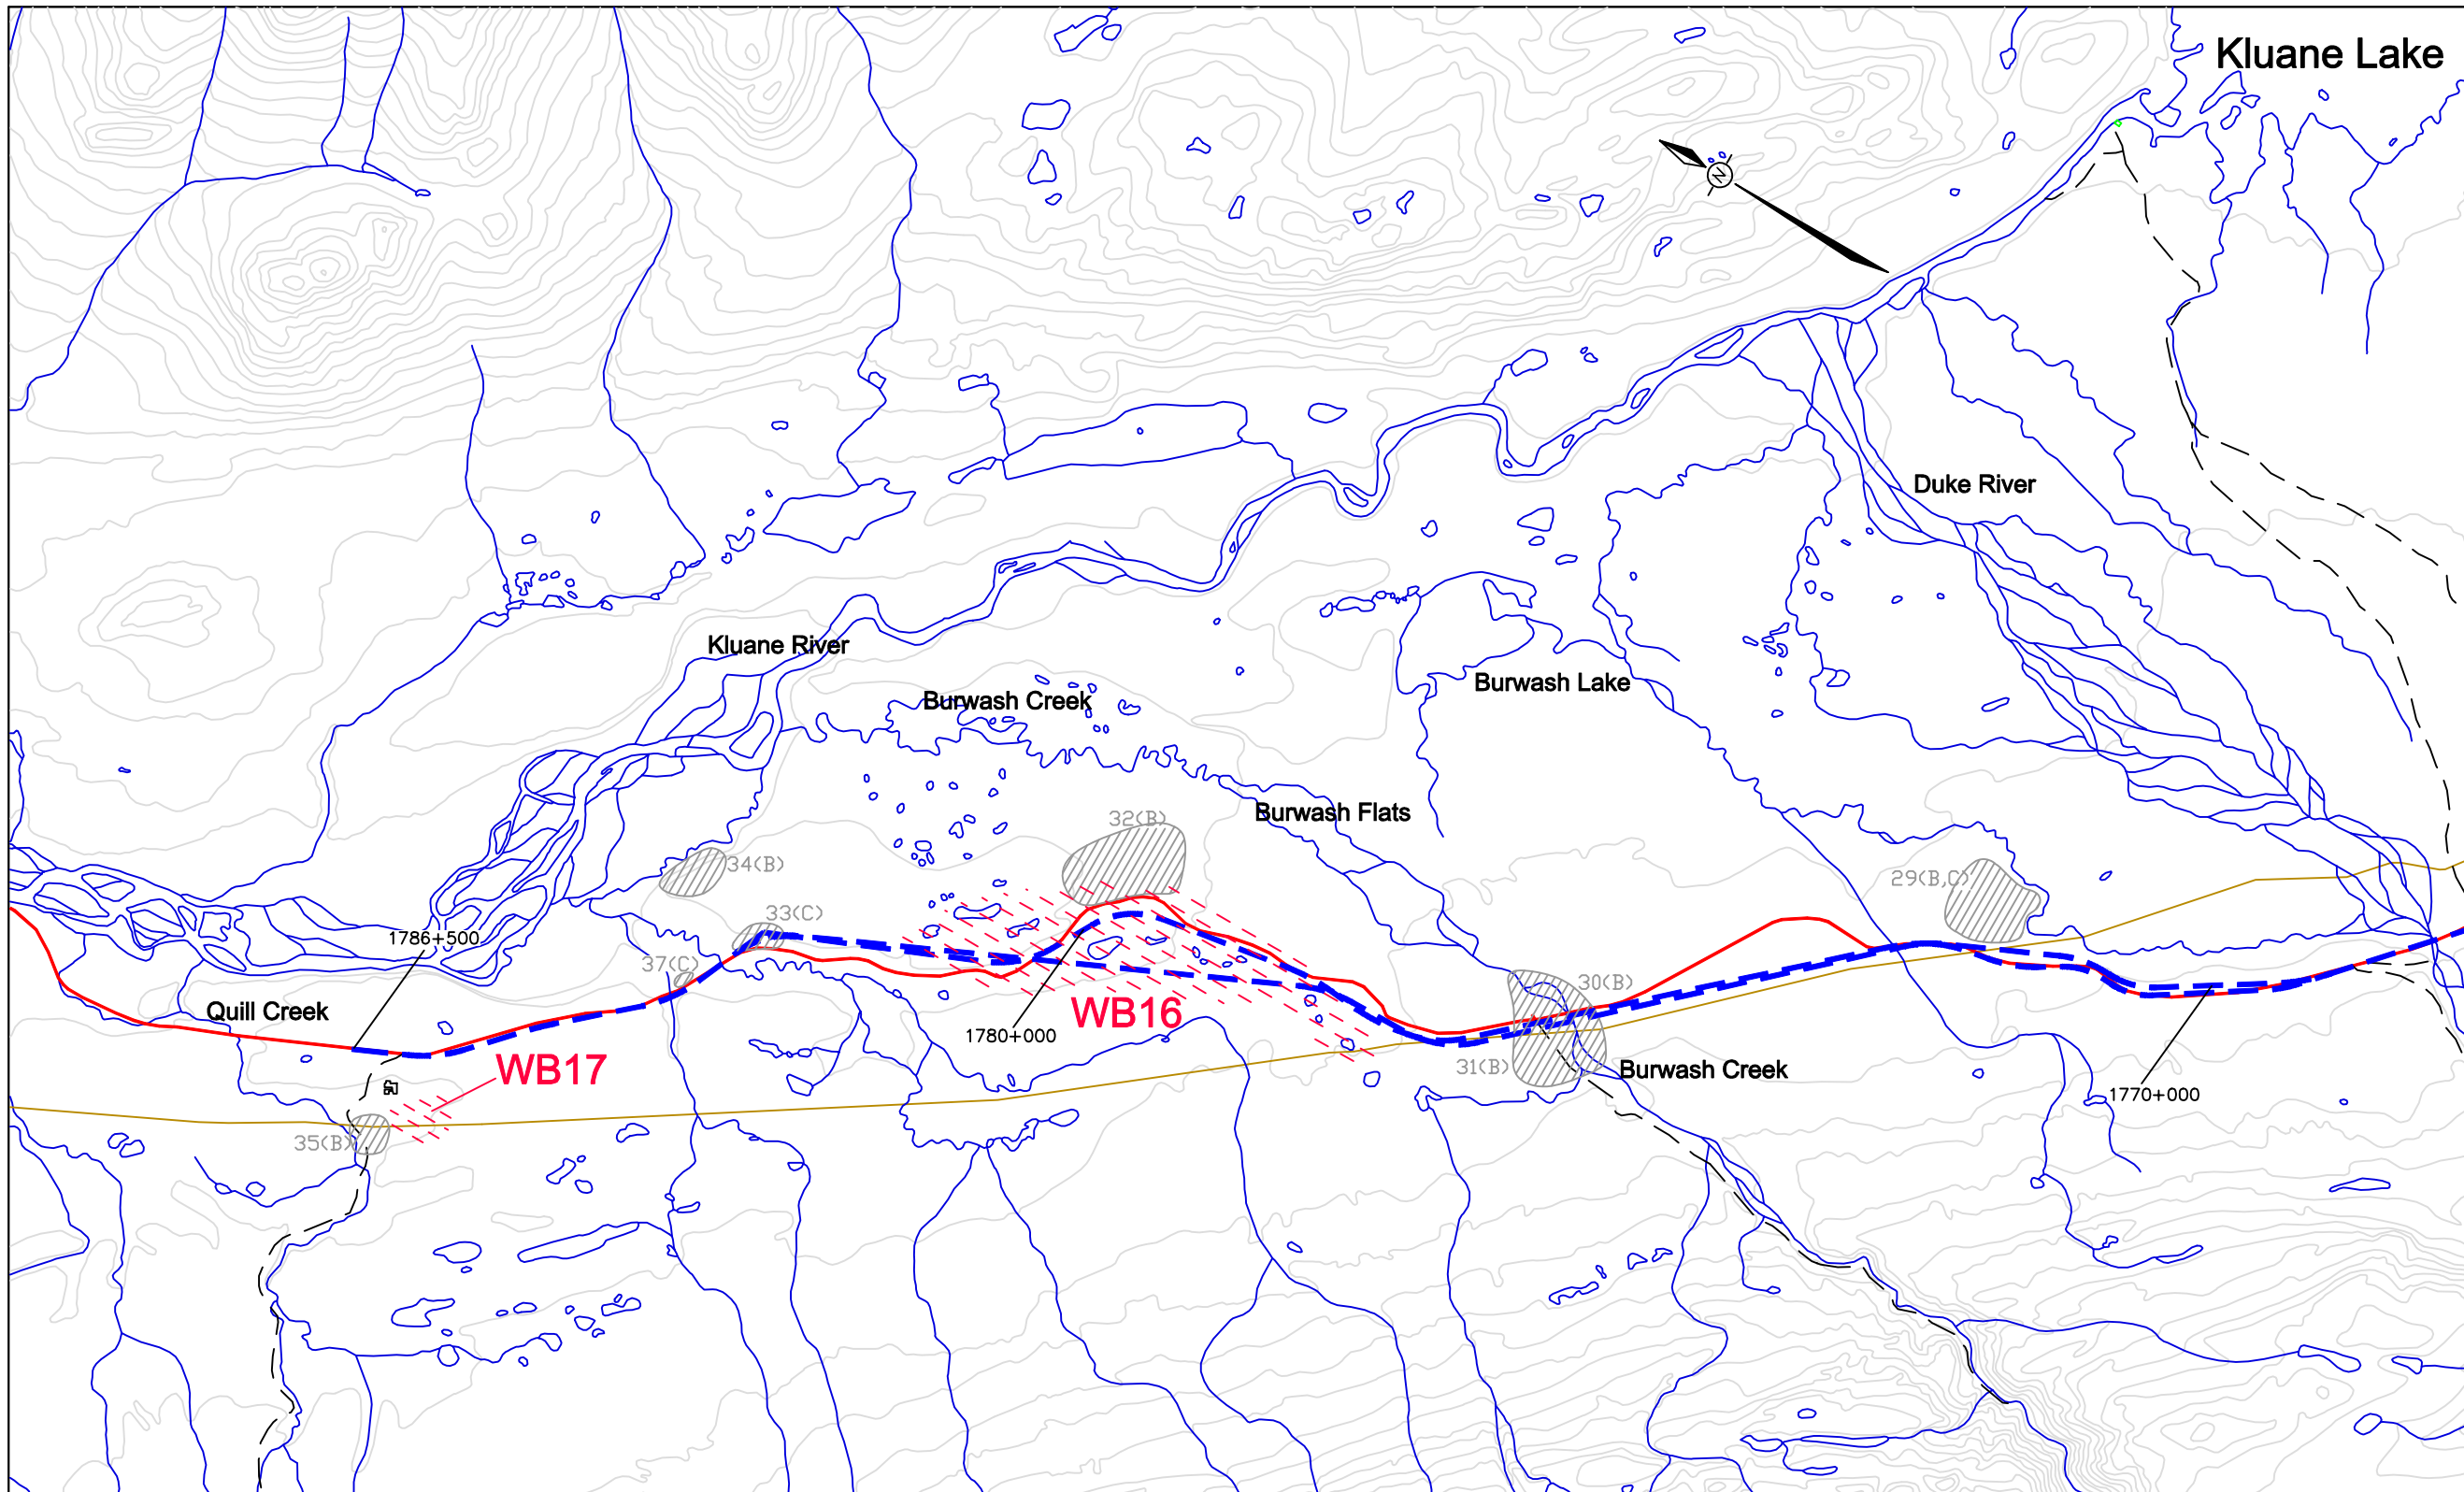 Kluane Lake
N
Duke River
Kluane River
Burwash Creek
Burwash Lake
Burwash Flats
32(B)
34(B)
29(B,C)
33(C)
1786+500
37(C)
30(B)
Quill Creek
WB16
1780+000
WB17
31(B)
Burwash Creek
1770+000
35(B)